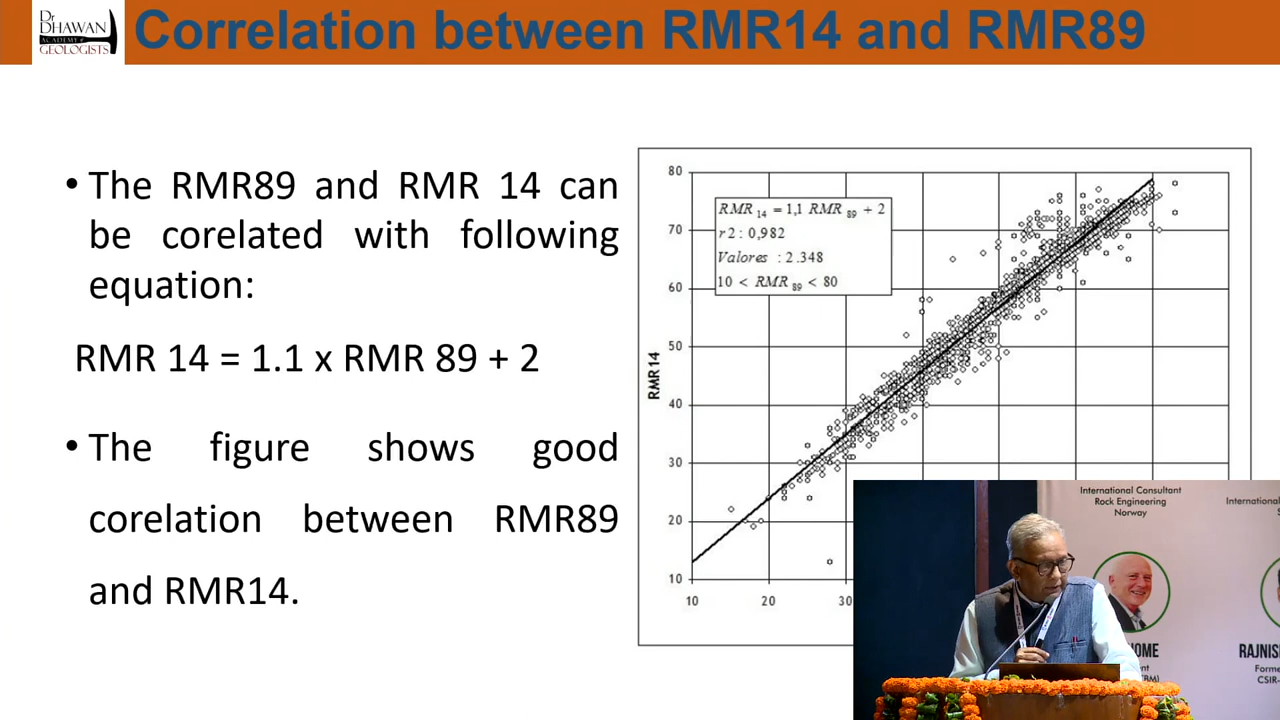 Dr
DHAWAN
ACADEMY of
GEOLOGISTS
Correlation between RMR14 and RMR89
• The RMR89 and RMR 14 can
be corelated with following
equation:
RMR 14 = 1.1 x RMR 89 + 2
• The figure shows good
corelation between RMR89
and RMR14.
RMR 14 = 1,1 RMR 89 + 2
r2 : 0,982
Valores : 2.348
10 < RMR 89 < 80
80
70
60
50
40
30
20
10
RMR 14
10 20 30
International Consultant
Rock Engineering
Norway
International
OME
RAJNIS
Forme
CSIR-